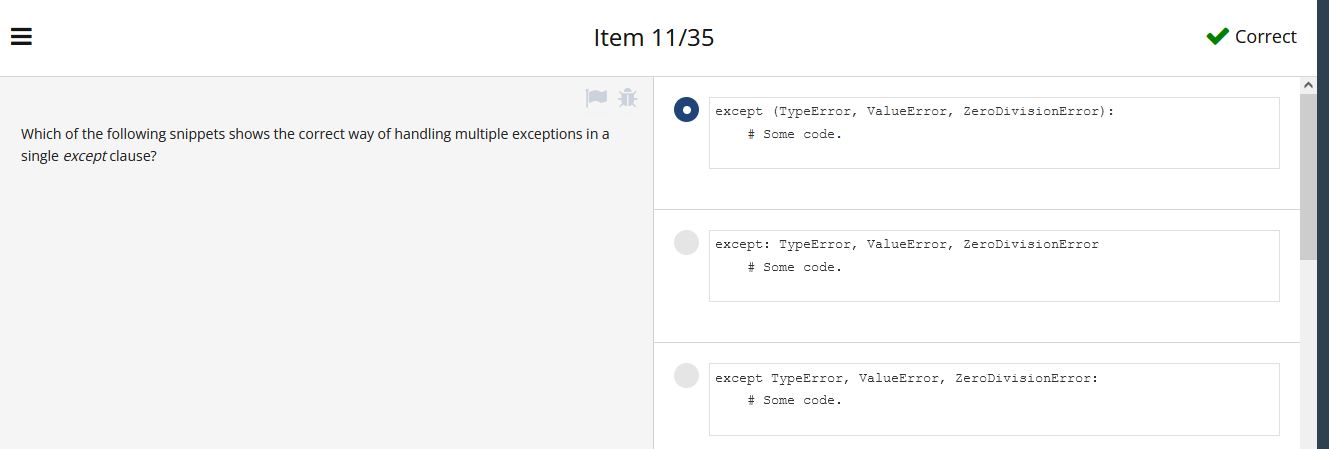 Item 11/35
Correct
Which of the following snippets shows the correct way of handling multiple exceptions in a
single except clause?
except (TypeError, ValueError, ZeroDivisionError):
    # Some code.
except: TypeError, ValueError, ZeroDivisionError
    # Some code.
except TypeError, ValueError, ZeroDivisionError:
    # Some code.